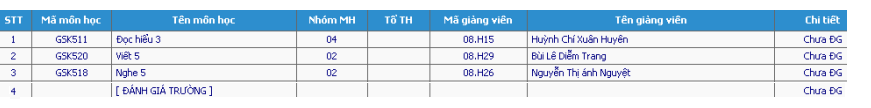 STT Mã môn học Tên môn học Nhóm MH Tổ TH Mã giảng viên Tên giảng viên Chi tiết
1 GSK511 Đọc hiểu 3 04 08.H15 Huỳnh Chí Xuân Huyên Chưa ĐG
2 GSK520 Viết 5 02 08.H29 Bùi Lê Diễm Trang Chưa ĐG
3 GSK518 Nghe 5 02 08.H26 Nguyễn Thị ánh Nguyệt Chưa ĐG
4 [ ĐÁNH GIÁ TRƯỜNG ] Chưa ĐG